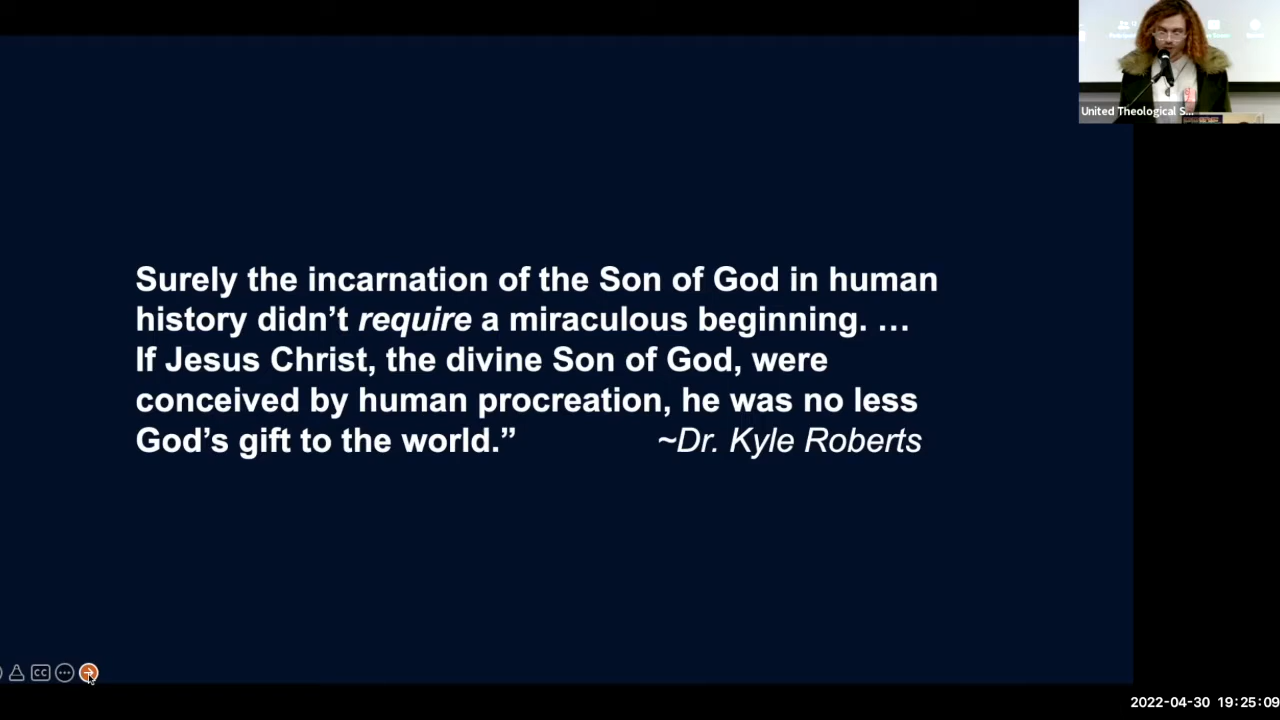 United Theological S...
Surely the incarnation of the Son of God in human
history didn’t require a miraculous beginning. …
If Jesus Christ, the divine Son of God, were
conceived by human procreation, he was no less
God’s gift to the world.” ~Dr. Kyle Roberts
CC
2022-04-30 19:25:09